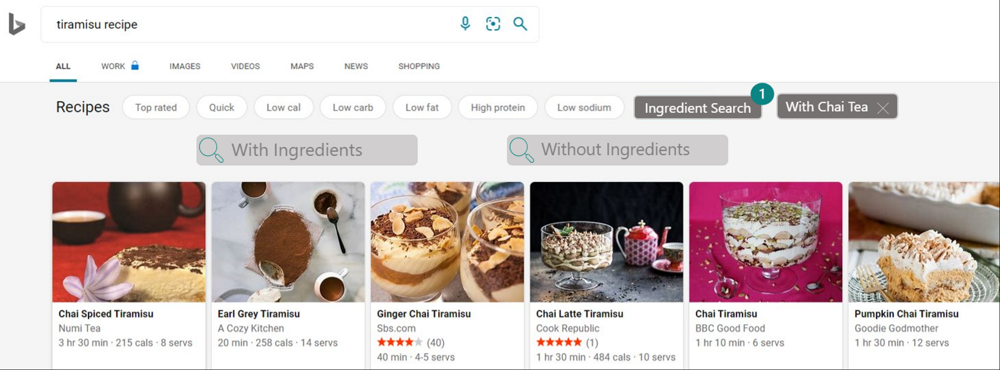 tiramisu recipe
ALL WORK IMAGES VIDEOS MAPS NEWS SHOPPING
Recipes Top rated Quick Low cal Low carb Low fat High protein Low sodium Ingredient Search 1 With Chai Tea
With Ingredients Without Ingredients
Chai Spiced Tiramisu
Numi Tea
3 hr 30 min · 215 cals · 8 servs
Earl Grey Tiramisu
A Cozy Kitchen
20 min · 258 cals · 14 servs
Ginger Chai Tiramisu
Sbs.com
(40)
40 min · 4-5 servs
Chai Latte Tiramisu
Cook Republic
(1)
1 hr 30 min · 484 cals · 10 servs
Chai Tiramisu
BBC Good Food
1 hr 10 min · 6 servs
Pumpkin Chai Tiramisu
Goodie Godmother
1 hr 30 min · 12 servs